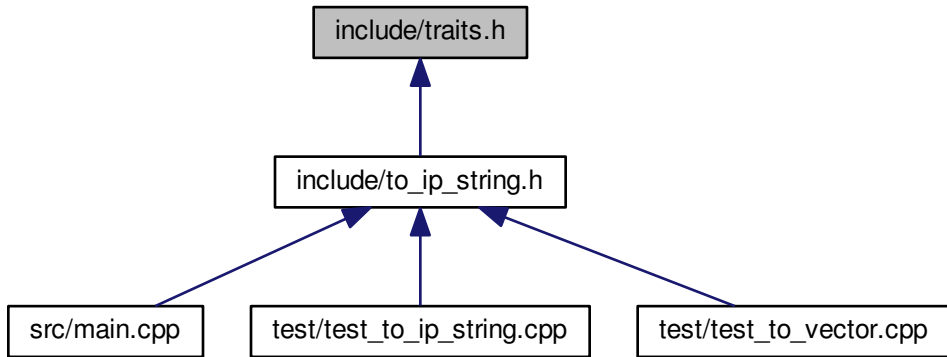 include/traits.h
include/to_ip_string.h
src/main.cpp
test/test_to_ip_string.cpp
test/test_to_vector.cpp